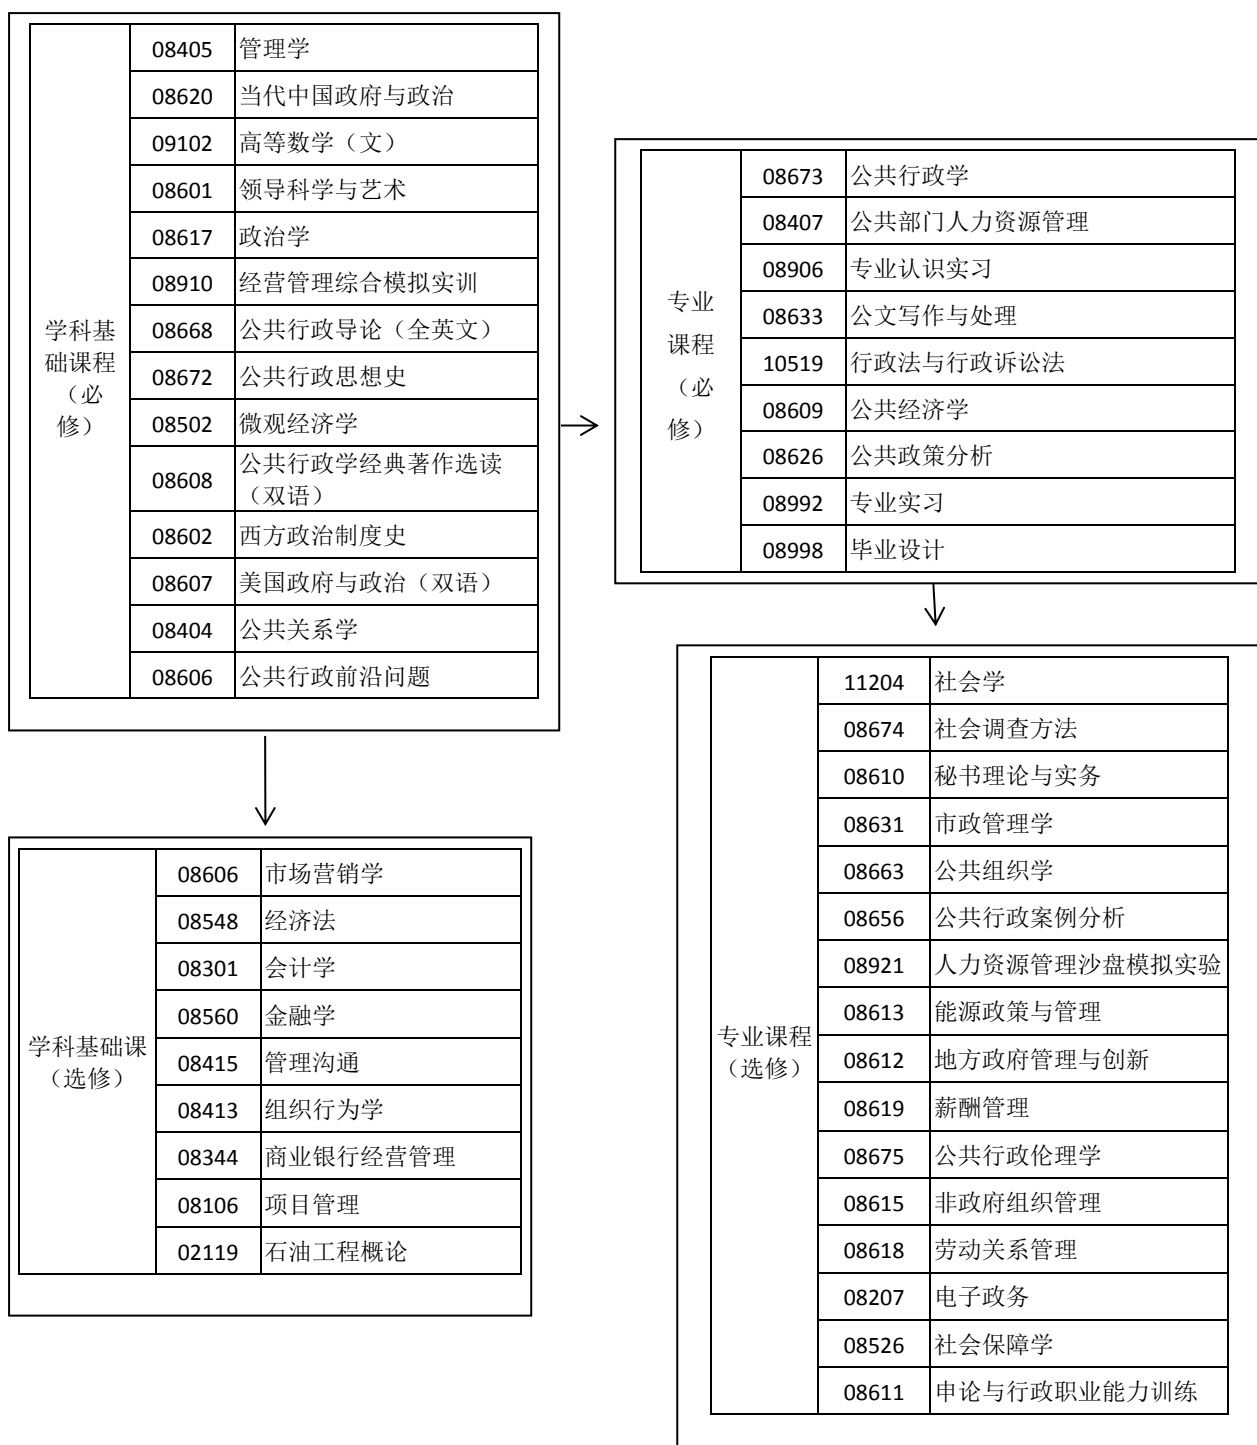 学科基
础课程
（必
修）
08405 管理学
08620 当代中国政府与政治
09102 高等数学（文）
08601 领导科学与艺术
08617 政治学
08910 经营管理综合模拟实训
08668 公共行政导论（全英文）
08672 公共行政思想史
08502 微观经济学
08608 公共行政学经典著作选读
（双语）
08602 西方政治制度史
08607 美国政府与政治（双语）
08404 公共关系学
08606 公共行政前沿问题
专业
课程
（必
修）
08673 公共行政学
08407 公共部门人力资源管理
08906 专业认识实习
08633 公文写作与处理
10519 行政法与行政诉讼法
08609 公共经济学
08626 公共政策分析
08992 专业实习
08998 毕业设计
学科基础课
（选修）
08606 市场营销学
08548 经济法
08301 会计学
08560 金融学
08415 管理沟通
08413 组织行为学
08344 商业银行经营管理
08106 项目管理
02119 石油工程概论
专业课程
（选修）
11204 社会学
08674 社会调查方法
08610 秘书理论与实务
08631 市政管理学
08663 公共组织学
08656 公共行政案例分析
08921 人力资源管理沙盘模拟实验
08613 能源政策与管理
08612 地方政府管理与创新
08619 薪酬管理
08675 公共行政伦理学
08615 非政府组织管理
08618 劳动关系管理
08207 电子政务
08526 社会保障学
08611 申论与行政职业能力训练